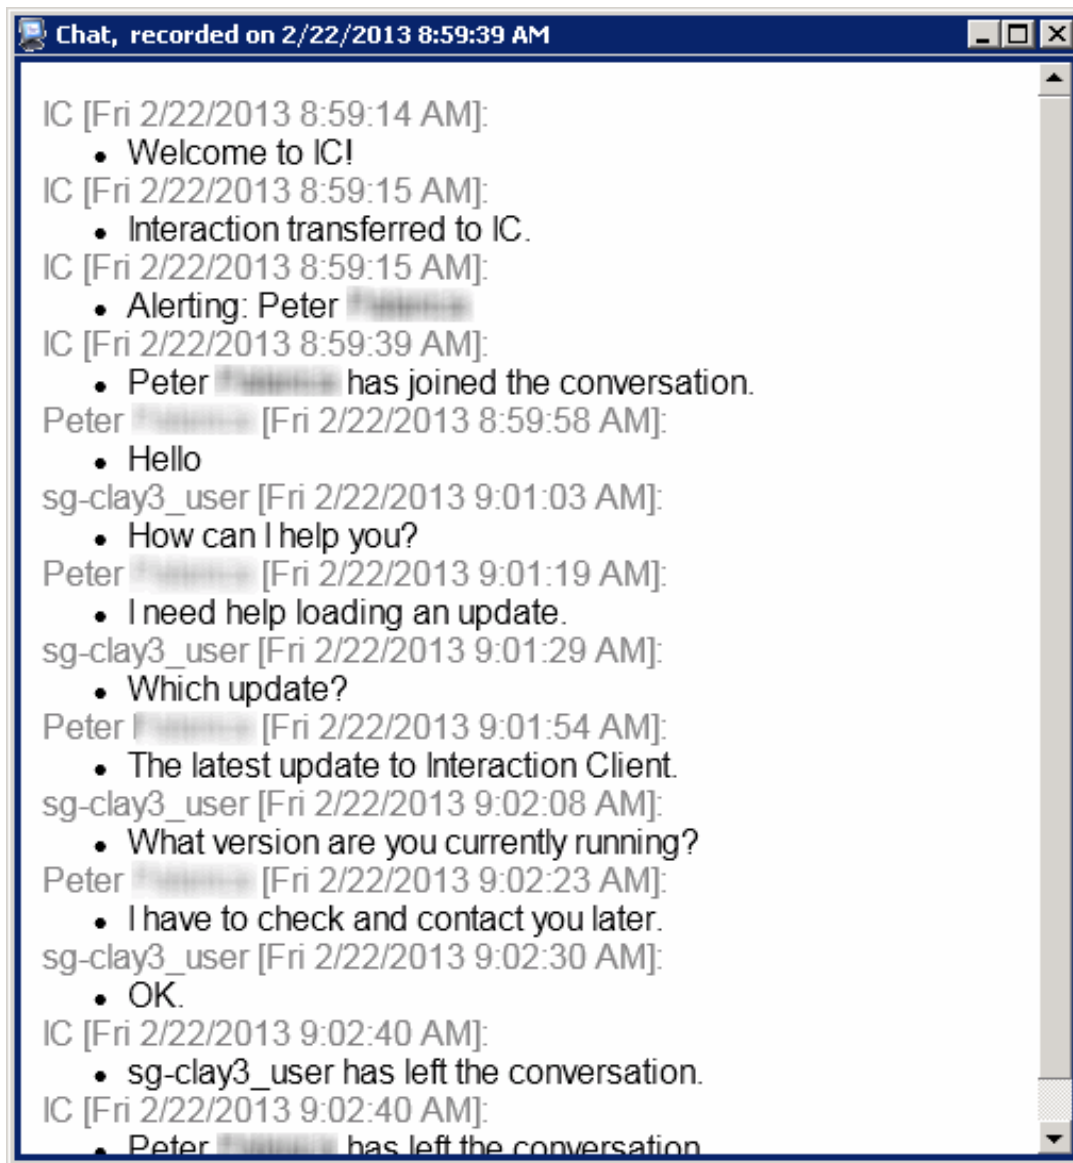 Chat, recorded on 2/22/2013 8:59:39 AM
IC [Fri 2/22/2013 8:59:14 AM]:
• Welcome to IC!
IC [Fri 2/22/2013 8:59:15 AM]:
• Interaction transferred to IC.
IC [Fri 2/22/2013 8:59:15 AM]:
• Alerting: Peter
IC [Fri 2/22/2013 8:59:39 AM]:
• Peter has joined the conversation.
Peter [Fri 2/22/2013 8:59:58 AM]:
• Hello
sg-clay3_user [Fri 2/22/2013 9:01:03 AM]:
• How can I help you?
Peter [Fri 2/22/2013 9:01:19 AM]:
• I need help loading an update.
sg-clay3_user [Fri 2/22/2013 9:01:29 AM]:
• Which update?
Peter [Fri 2/22/2013 9:01:54 AM]:
• The latest update to Interaction Client.
sg-clay3_user [Fri 2/22/2013 9:02:08 AM]:
• What version are you currently running?
Peter [Fri 2/22/2013 9:02:23 AM]:
• I have to check and contact you later.
sg-clay3_user [Fri 2/22/2013 9:02:30 AM]:
• OK.
IC [Fri 2/22/2013 9:02:40 AM]:
• sg-clay3_user has left the conversation.
IC [Fri 2/22/2013 9:02:40 AM]:
• Peter has left the conversation